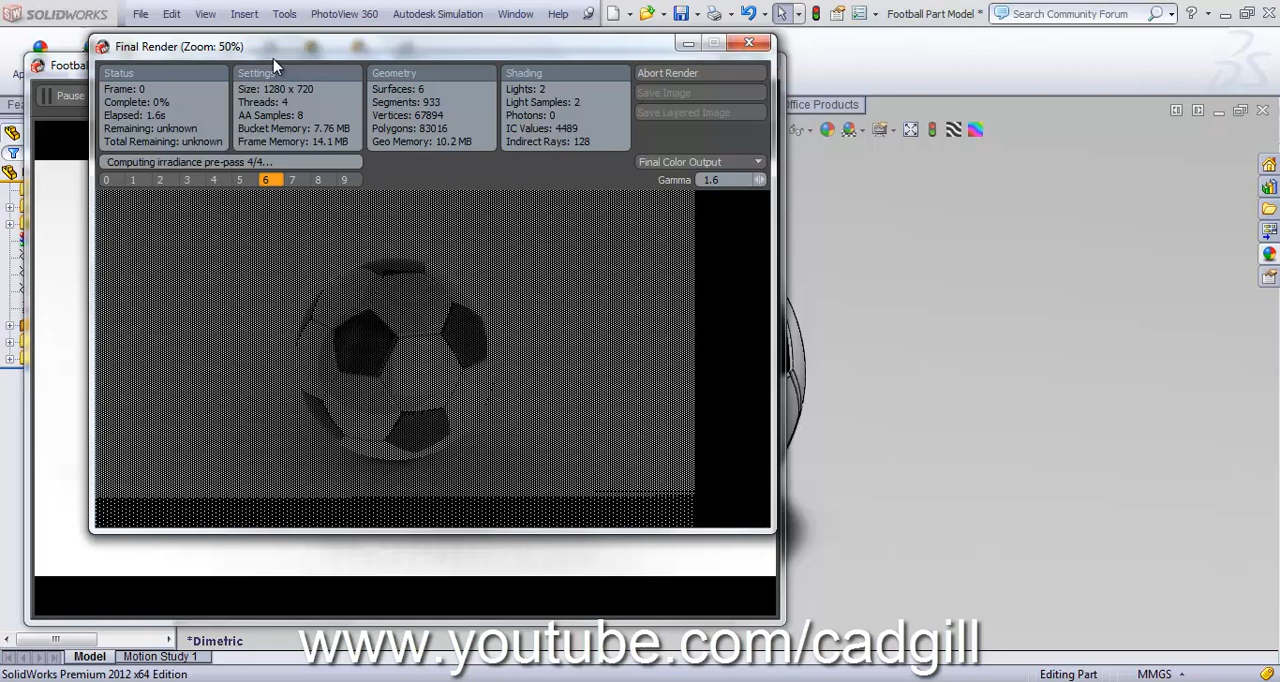 SOLIDWORKS File Edit View Insert Tools PhotoView 360 Autodesk Simulation Window Help Football Part Model * Search Community Forum
Final Render (Zoom: 50%)
Footbal
Pause
Status
Frame: 0
Complete: 0%
Elapsed: 1.6s
Remaining: unknown
Total Remaining: unknown
Settings
Size: 1280 x 720
Threads: 4
AA Samples: 8
Bucket Memory: 7.76 MB
Frame Memory: 14.1 MB
Geometry
Surfaces: 6
Segments: 933
Vertices: 67894
Polygons: 83016
Geo Memory: 10.2 MB
Shading
Lights: 2
Light Samples: 2
Photons: 0
IC Values: 4489
Indirect Rays: 128
Abort Render
Save Image
Save Layered Image
Computing irradiance pre-pass 4/4...
Final Color Output
0 1 2 3 4 5 6 7 8 9
Gamma 1.6
Office Products
*Dimetric
www.youtube.com/cadgill
Model Motion Study 1
SolidWorks Premium 2012 x64 Edition
Editing Part MMGS